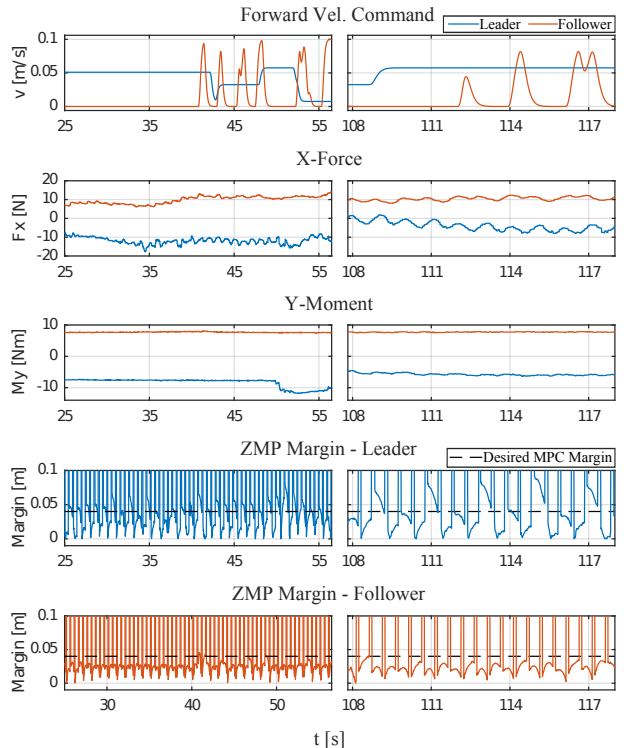 Forward Vel. Command
Leader Follower
v [m/s]
0.1
0.05
0
25 35 45 55 108 111 114 117
X-Force
Fx [N]
20
10
0
-10
-20
25 35 45 55 108 111 114 117
Y-Moment
My [Nm]
10
0
-10
25 35 45 55 108 111 114 117
ZMP Margin - Leader
Desired MPC Margin
Margin [m]
0.1
0.05
0
25 30 35 40 45 50 55 108 111 114 117
ZMP Margin - Follower
Margin [m]
0.1
0.05
0
30 40 50 108 111 114 117
t [s]